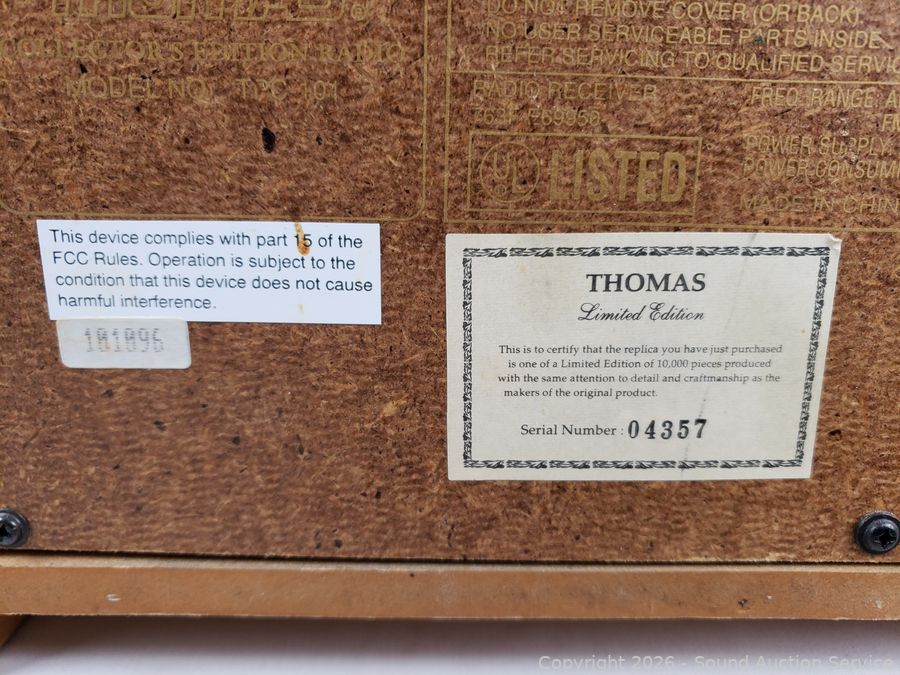 COLLECTOR'S EDITION RADIO
MODEL NO. TPC 101
DO NOT REMOVE COVER (OR BACK)
NO USER SERVICEABLE PARTS INSIDE
REFER SERVICING TO QUALIFIED
RADIO RECEIVER
FREQ. RANGE:
UL LISTED
POWER SUPPLY
POWER
MADE IN
This device complies with part 15 of the
FCC Rules. Operation is subject to the
condition that this device does not cause
harmful interference.
101096
THOMAS
Limited Edition
This is to certify that the replica you have just purchased
is one of a Limited Edition of 10,000 pieces produced
with the same attention to detail and craftmanship as the
makers of the original product.
Serial Number : 04357
Copyright 2026 - Sound Auction Service